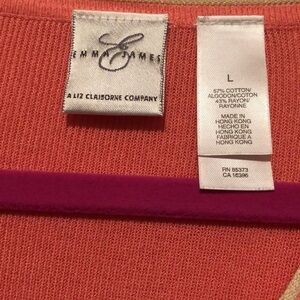 E
EMMA JAMES
A LIZ CLAIBORNE COMPANY
L
57% COTTON/
ALGODON/COTON
43% RAYON/
RAYONNE
MADE IN
HONG KONG
HECHO EN
HONG KONG
FABRIQUE A
HONG KONG
RN 85373
CA 16396